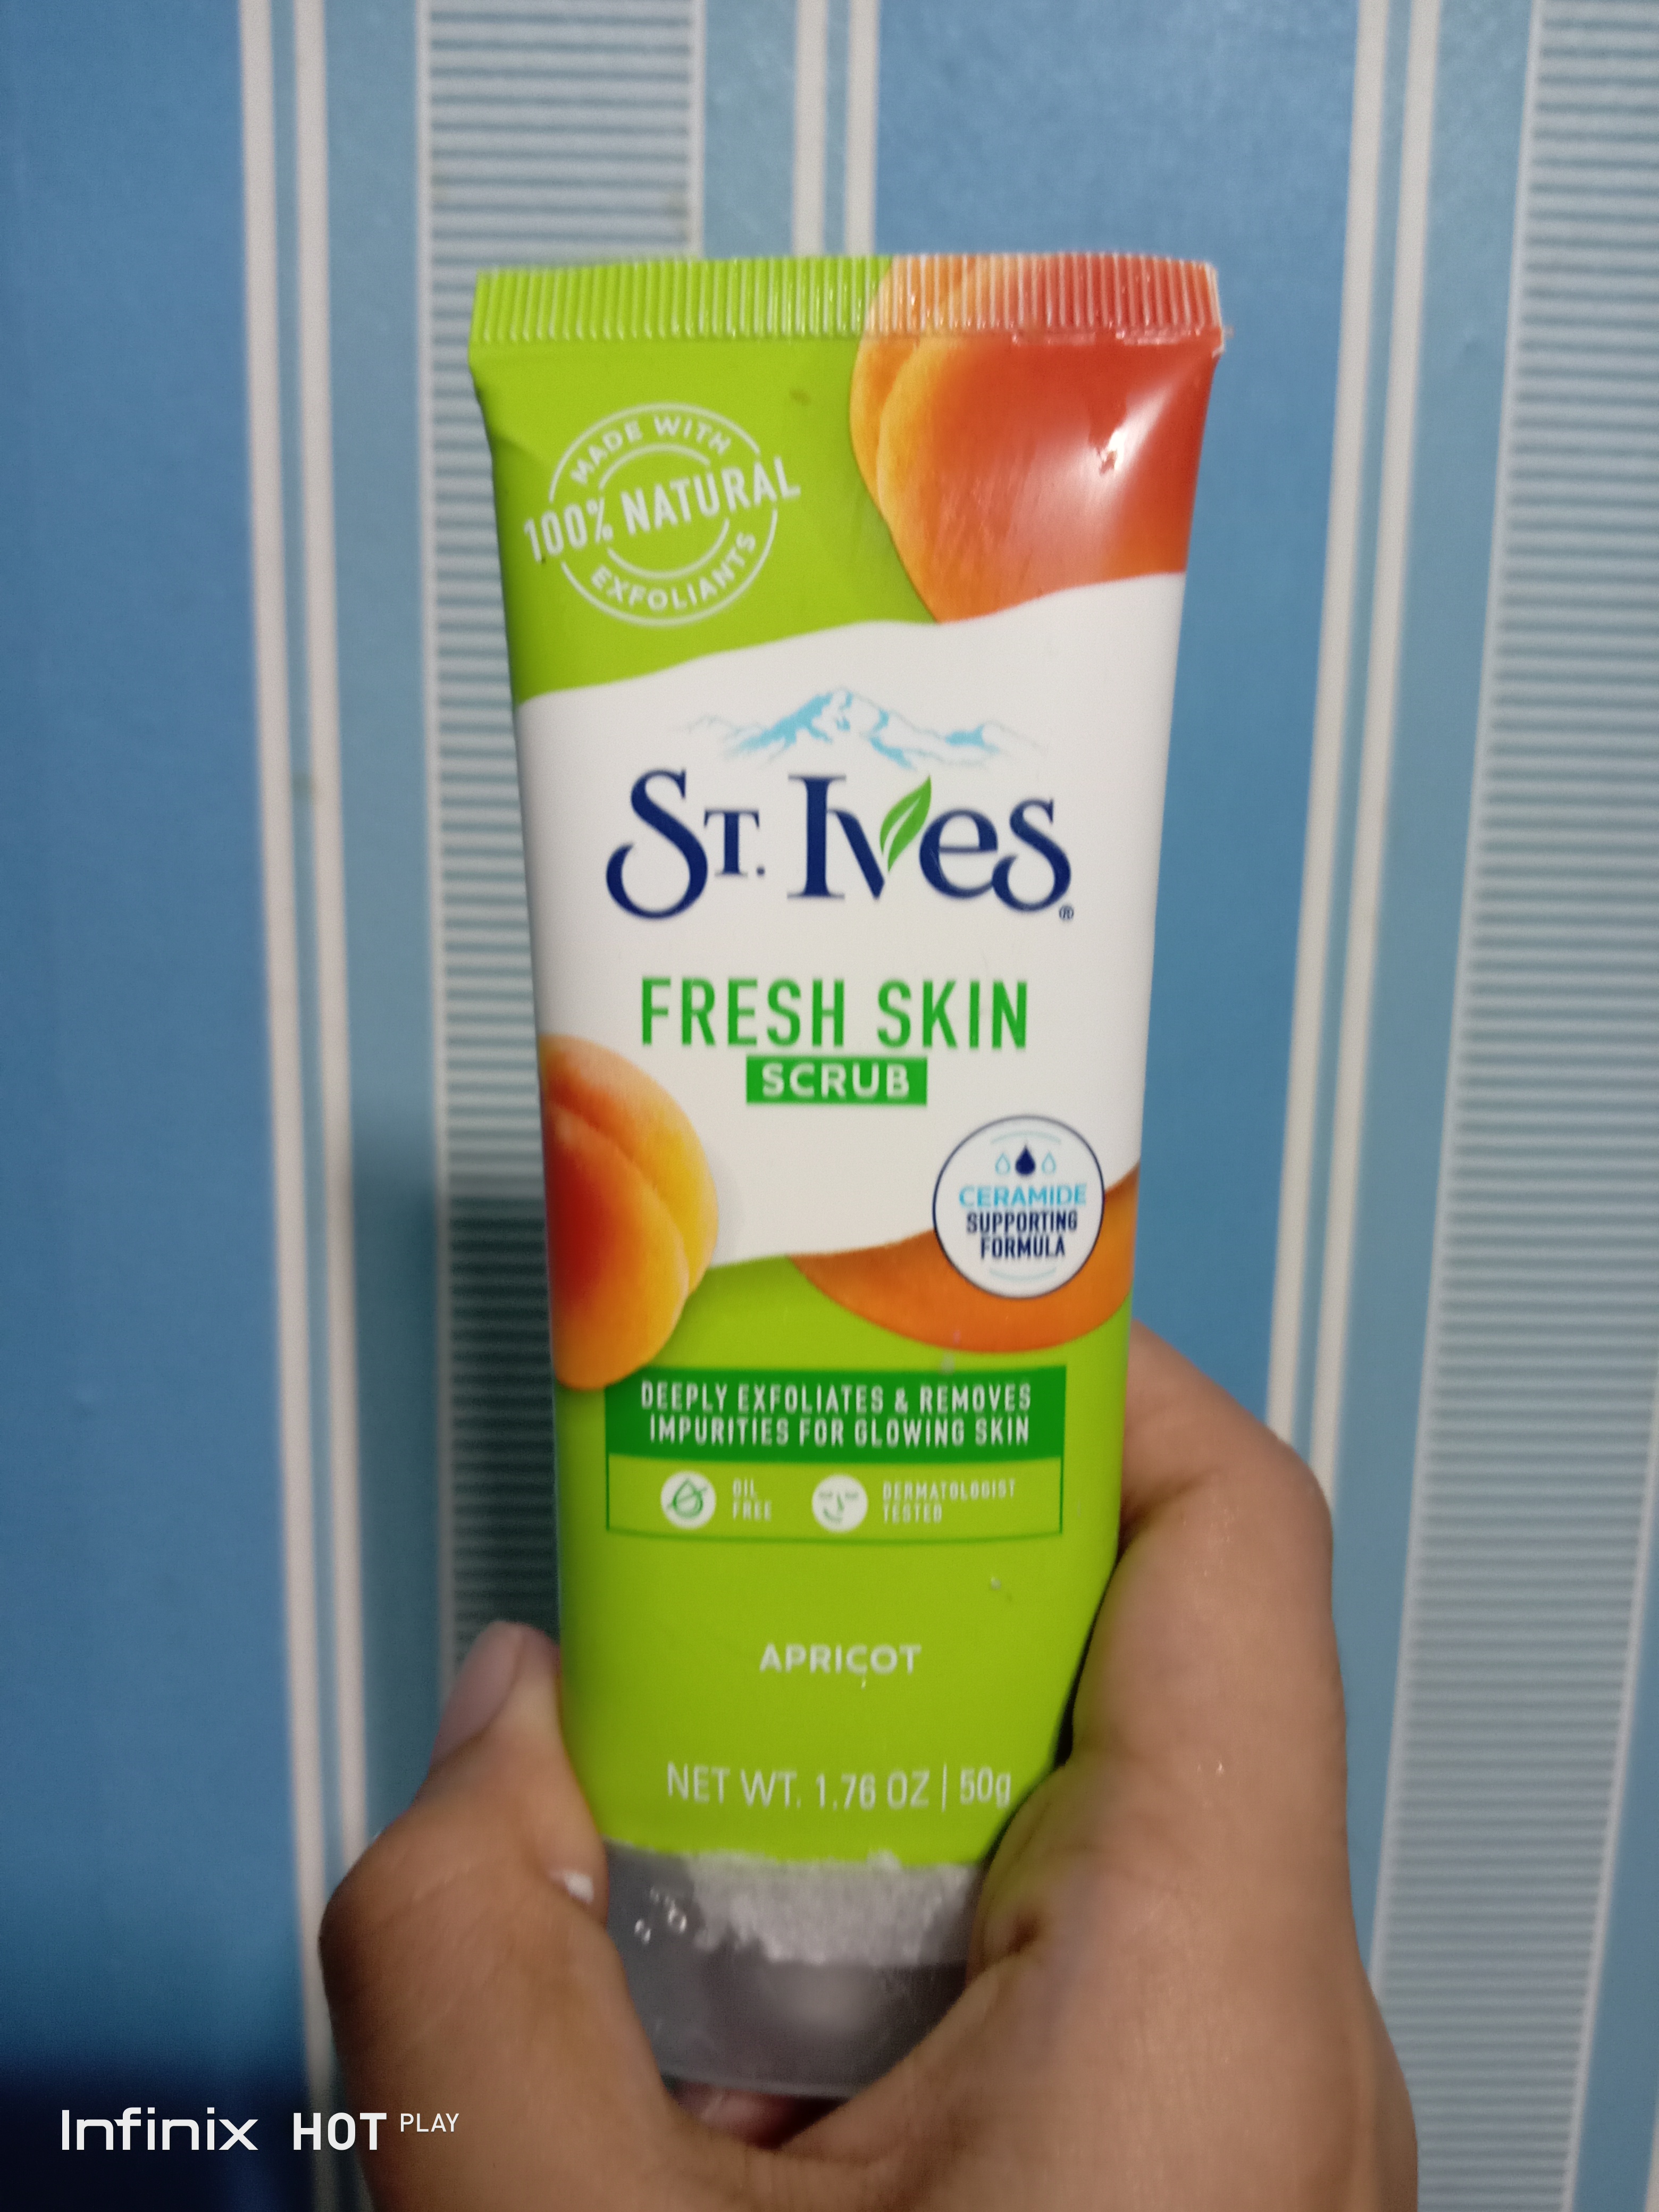 MADE WITH
100% NATURAL
EXFOLIANTS
ST. Ives®
FRESH SKIN
SCRUB
CERAMIDE
SUPPORTING
FORMULA
DEEPLY EXFOLIATES & REMOVES
IMPURITIES FOR GLOWING SKIN
OIL
FREE
DERMATOLOGIST
TESTED
APRICOT
NET WT. 1.76 OZ | 50g
Infinix HOT PLAY